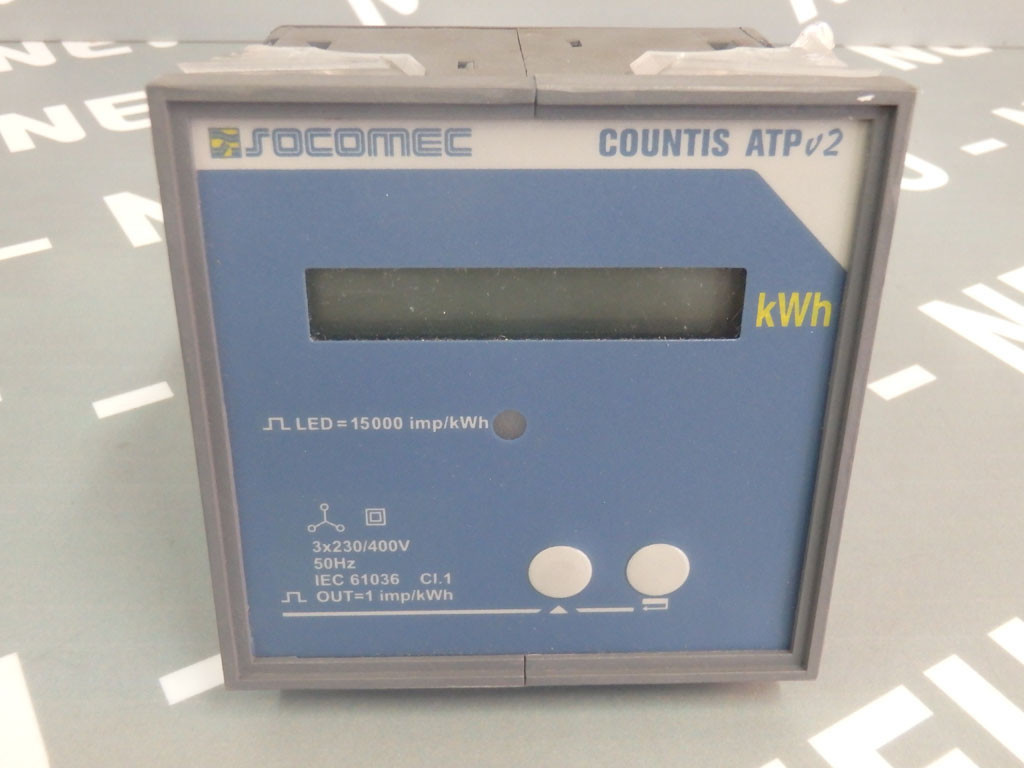 SOCOMEC COUNTIS ATPv2
kWh
LED = 15000 imp/kWh
3x230/400V
50Hz
IEC 61036 Cl.1
OUT=1 imp/kWh